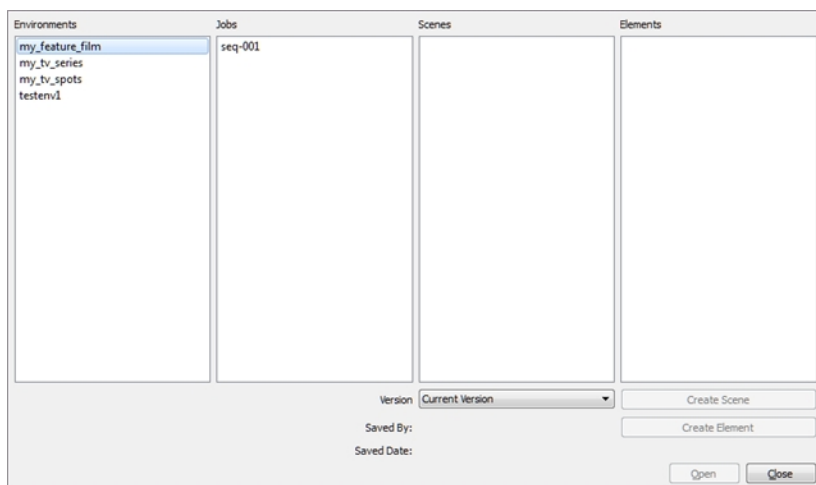 Environments Jobs Scenes Elements
my_feature_film seq-001
my_tv_series
my_tv_spots
testenv1
Version Current Version Create Scene
Saved By: Create Element
Saved Date:
Open Close